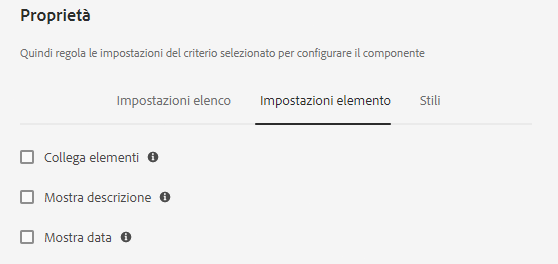 Proprietà
Quindi regola le impostazioni del criterio selezionato per configurare il componente
Impostazioni elenco Impostazioni elemento Stili
Collega elementi
Mostra descrizione
Mostra data